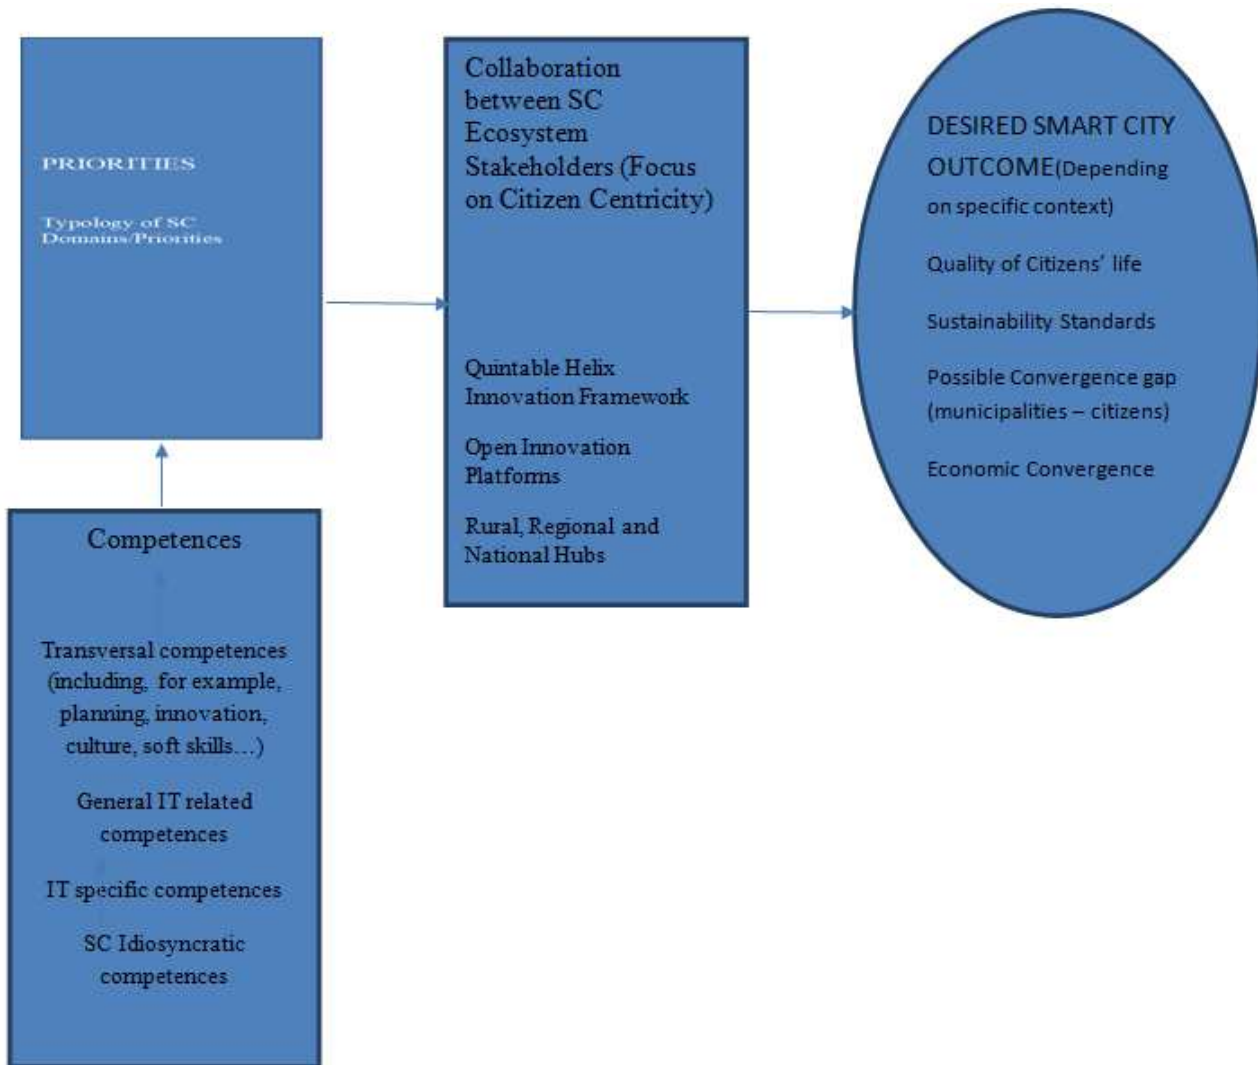 PRIORITIES
Typology of SC
Domains/Priorities
Competences
Transversal competences
(including, for example,
planning, innovation,
culture, soft skills…)
General IT related
competences
IT specific competences
SC Idiosyncratic
competences
Collaboration
between SC
Ecosystem
Stakeholders (Focus
on Citizen Centricity)
Quintable Helix
Innovation Framework
Open Innovation
Platforms
Rural, Regional and
National Hubs
DESIRED SMART CITY
OUTCOME(Depending
on specific context)
Quality of Citizens’ life
Sustainability Standards
Possible Convergence gap
(municipalities – citizens)
Economic Convergence